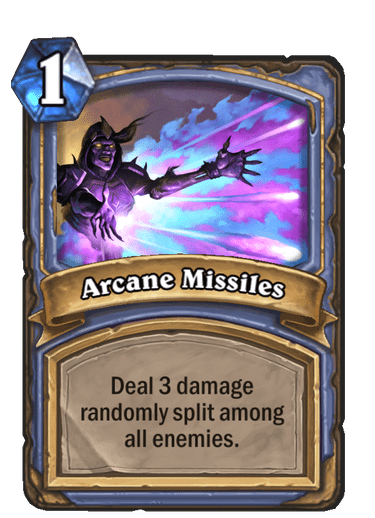 1
Arcane Missiles
Deal 3 damage
randomly split among
all enemies.